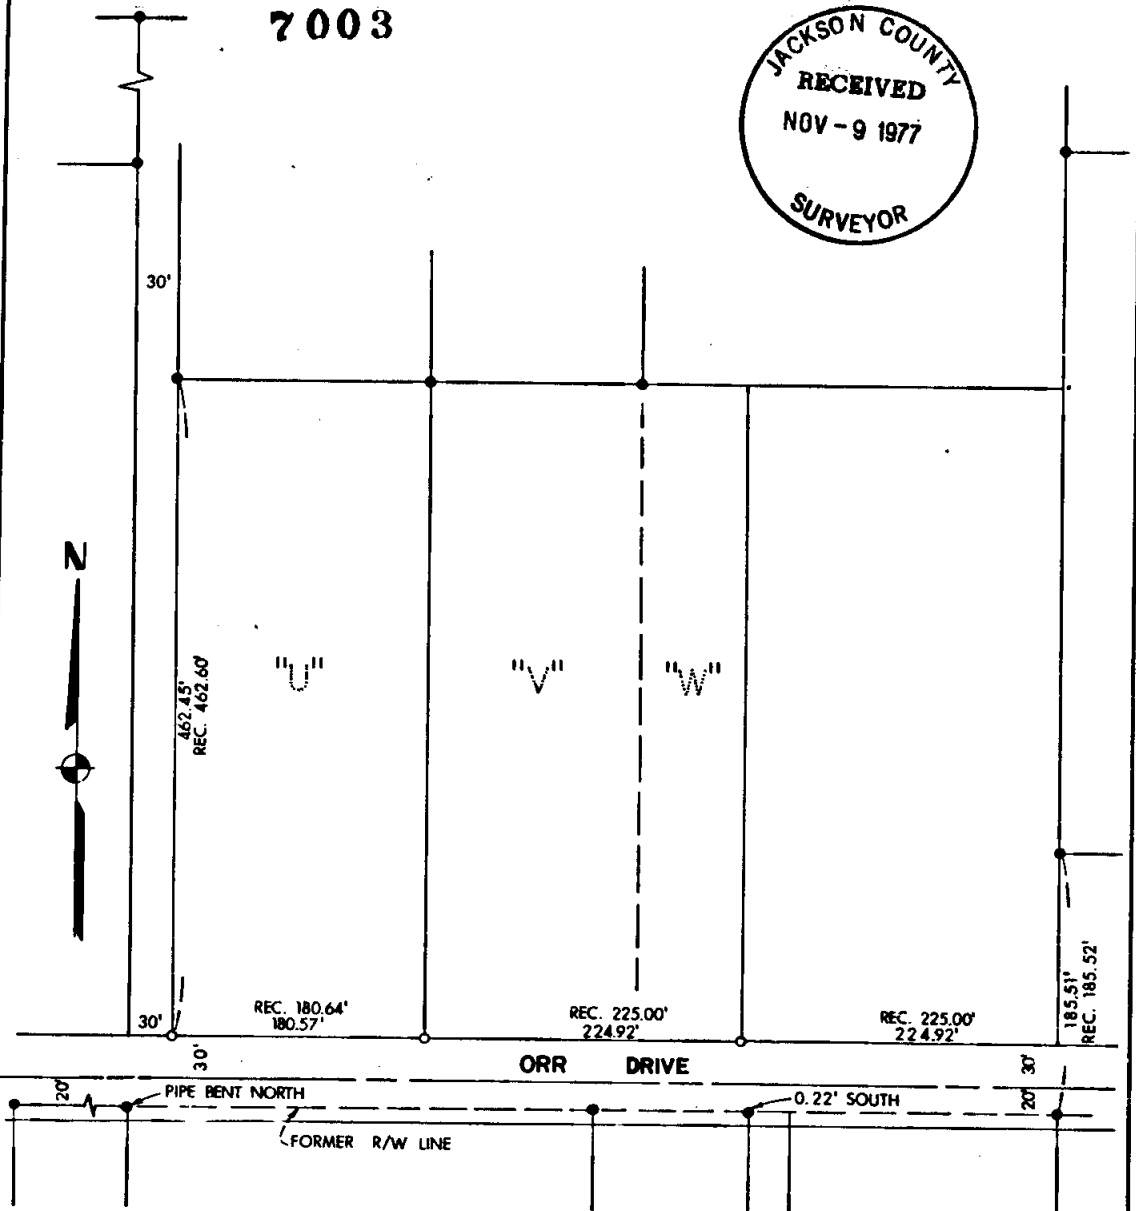 7003
JACKSON COUNTY
RECEIVED
NOV - 9 1977
SURVEYOR
30'
N
"U"
"V"
"W"
462.45'
REC. 462.60'
REC. 180.64'
180.57'
REC. 225.00'
224.92'
REC. 225.00'
224.92'
185.51'
REC. 185.52'
30'
30'
ORR DRIVE
30'
20'
PIPE BENT NORTH
0.22' SOUTH
20'
FORMER R/W LINE